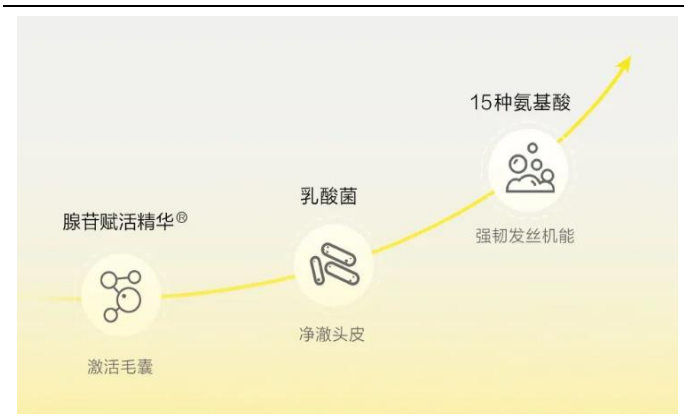 腺苷赋活精华®
激活毛囊
乳酸菌
净澈头皮
15种氨基酸
强韧发丝机能